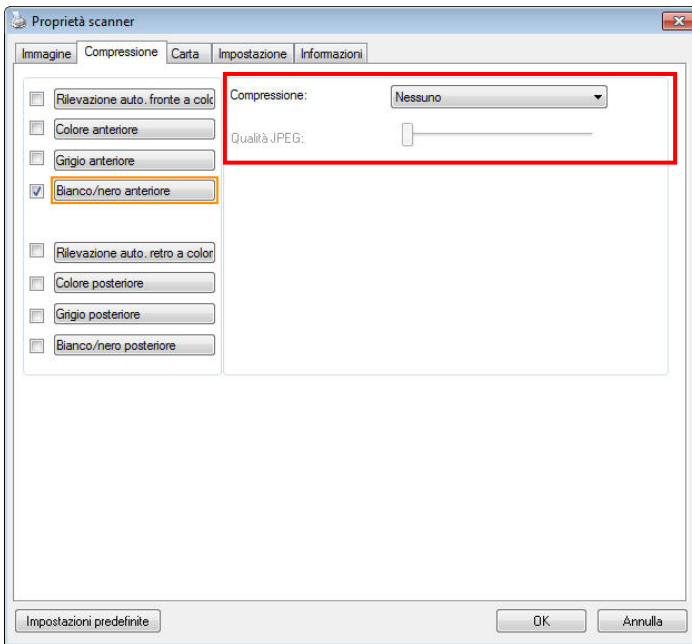 Proprietà scanner
Immagine Compressione Carta Impostazione Informazioni
Rilevazione auto. fronte a colo
Compressione: Nessuno
Colore anteriore
Qualità JPEG:
Grigio anteriore
Bianco/nero anteriore
Rilevazione auto. retro a color
Colore posteriore
Grigio posteriore
Bianco/nero posteriore
Impostazioni predefinite OK Annulla